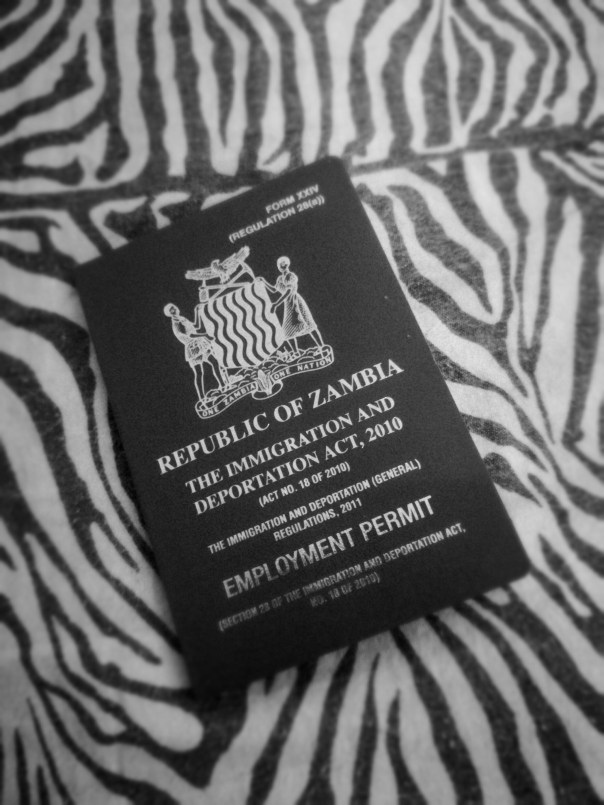 FORM XXIV
(REGULATION 28(a))
ONE ZAMBIA ONE NATION
REPUBLIC OF ZAMBIA
THE IMMIGRATION AND
DEPORTATION ACT, 2010
(ACT NO. 18 OF 2010)
THE IMMIGRATION AND DEPORTATION (GENERAL)
REGULATIONS, 2011
EMPLOYMENT PERMIT
(SECTION 28 OF THE IMMIGRATION AND DEPORTATION ACT,
NO. 18 OF 2010)